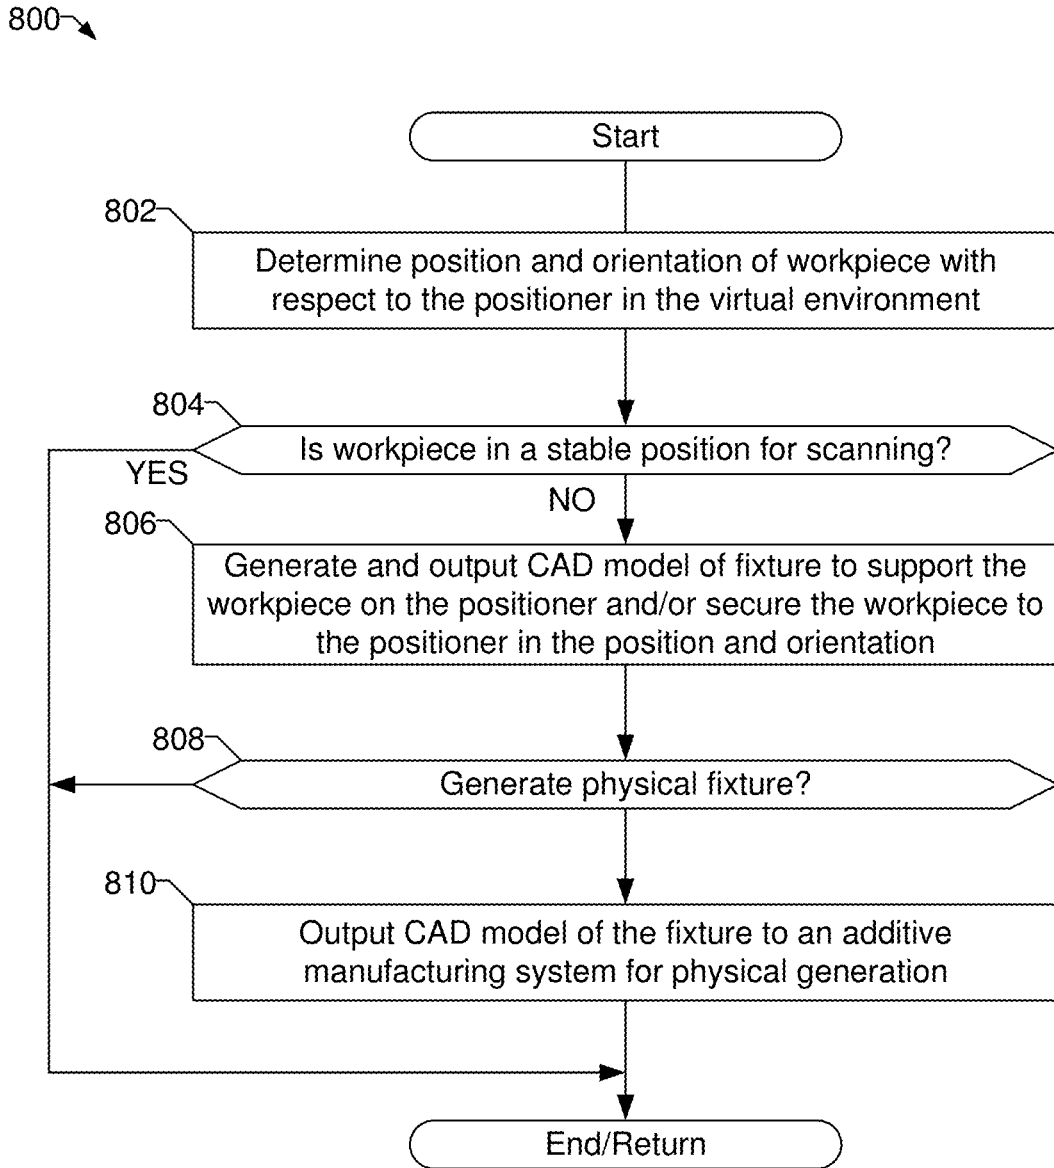 800
Start
802
Determine position and orientation of workpiece with
respect to the positioner in the virtual environment
804
Is workpiece in a stable position for scanning?
YES
NO
806
Generate and output CAD model of fixture to support the
workpiece on the positioner and/or secure the workpiece to
the positioner in the position and orientation
808
Generate physical fixture?
810
Output CAD model of the fixture to an additive
manufacturing system for physical generation
End/Return